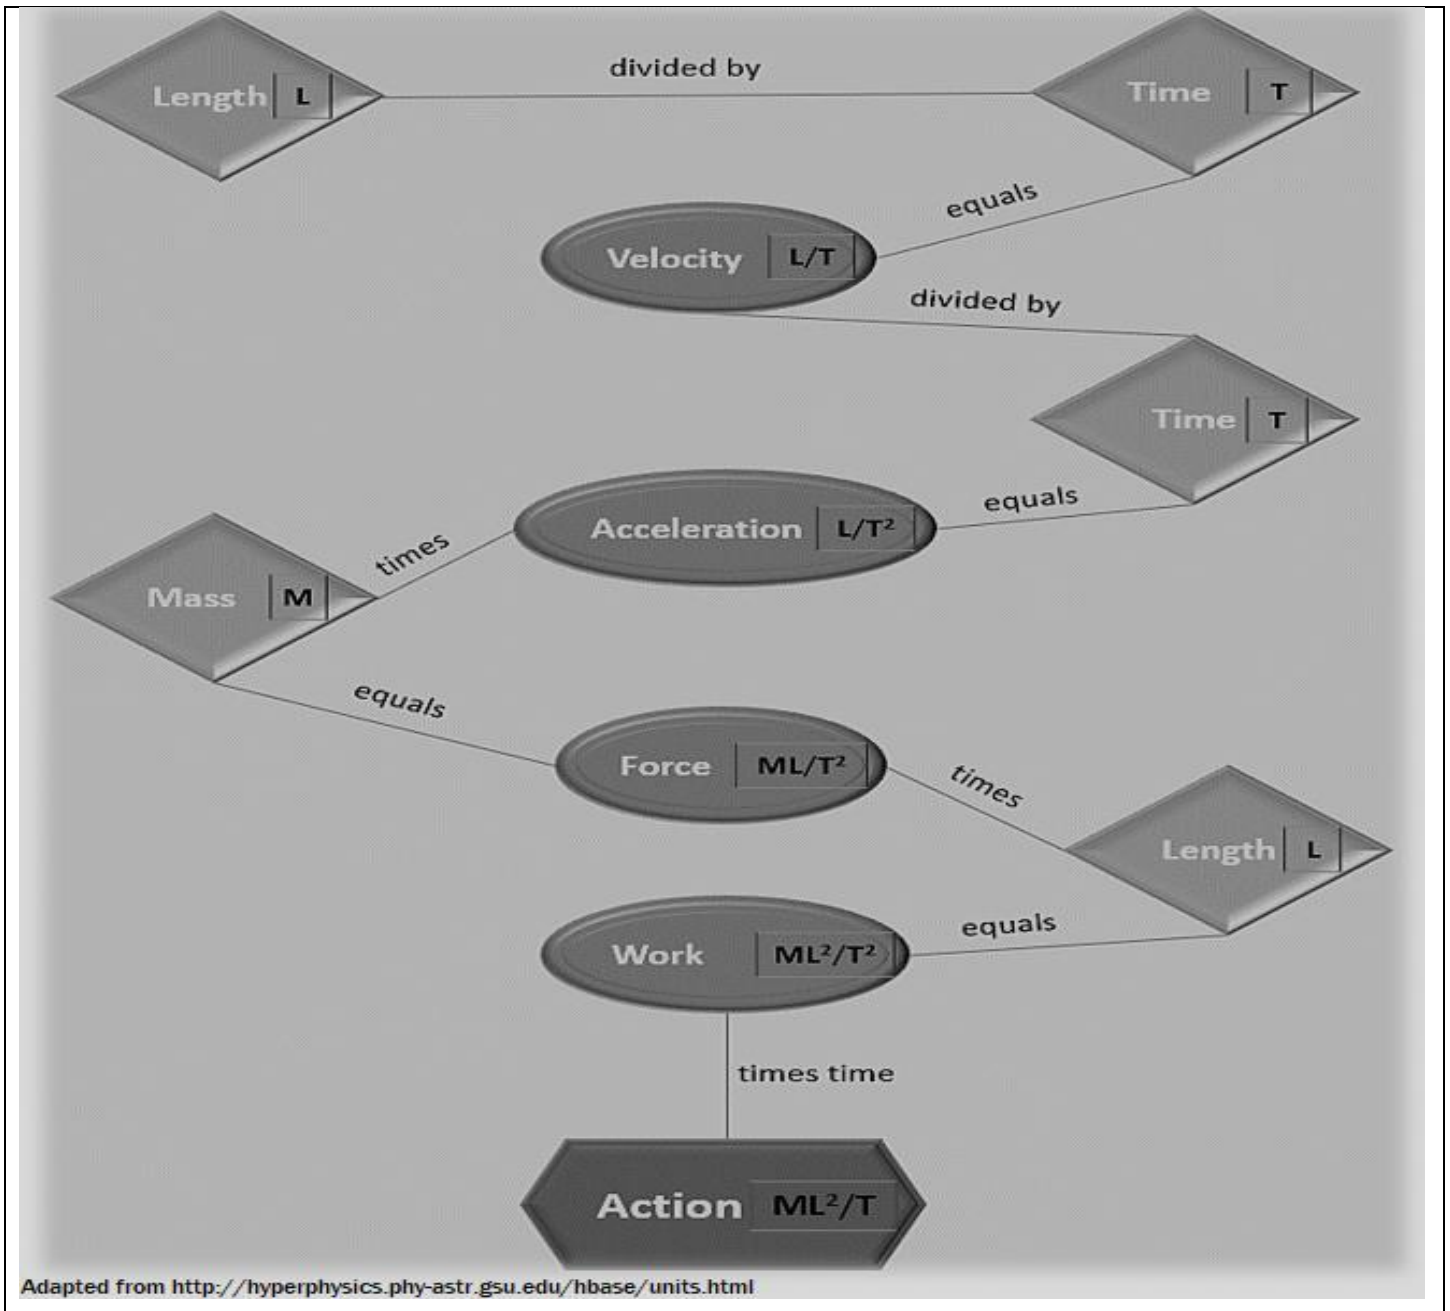 divided by
Length L
Time T
equals
Velocity L/T
divided by
Time T
equals
Acceleration L/T²
times
Mass M
equals
Force ML/T²
times
Length L
equals
Work ML²/T²
times time
Action ML²/T
Adapted from http://hyperphysics.phy-astr.gsu.edu/hbase/units.html